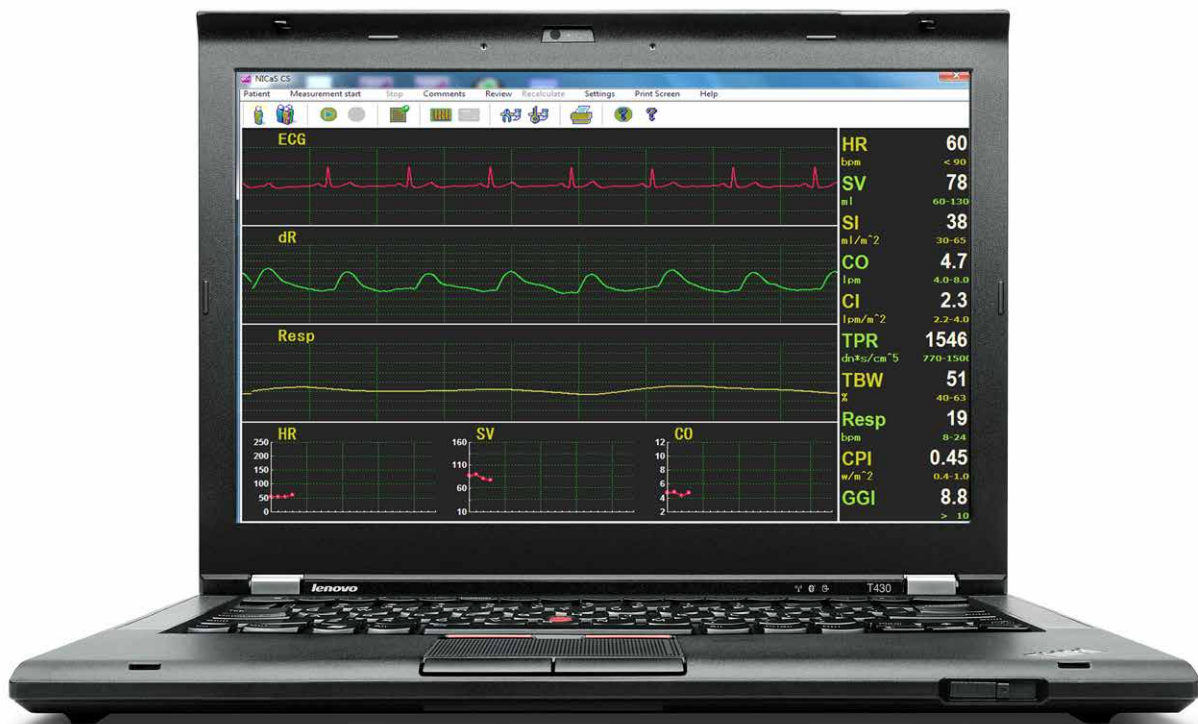 NICaS CS
Patient Measurement start Stop Comments Review Recalculate Settings Print Screen Help
ECG
dR
Resp
HR
250
200
150
100
50
0
SV
160
110
60
10
CO
12
10
8
6
4
2
HR 60
bpm < 90
SV 78
ml 60-130
SI 38
ml/m^2 30-65
CO 4.7
lpm 4.0-8.0
CI 2.3
lpm/m^2 2.2-4.0
TPR 1546
dn*s/cm^5 770-1500
TBW 51
% 40-63
Resp 19
bpm 8-24
CPI 0.45
w/m^2 0.4-1.0
GGI 8.8
> 10
lenovo T430